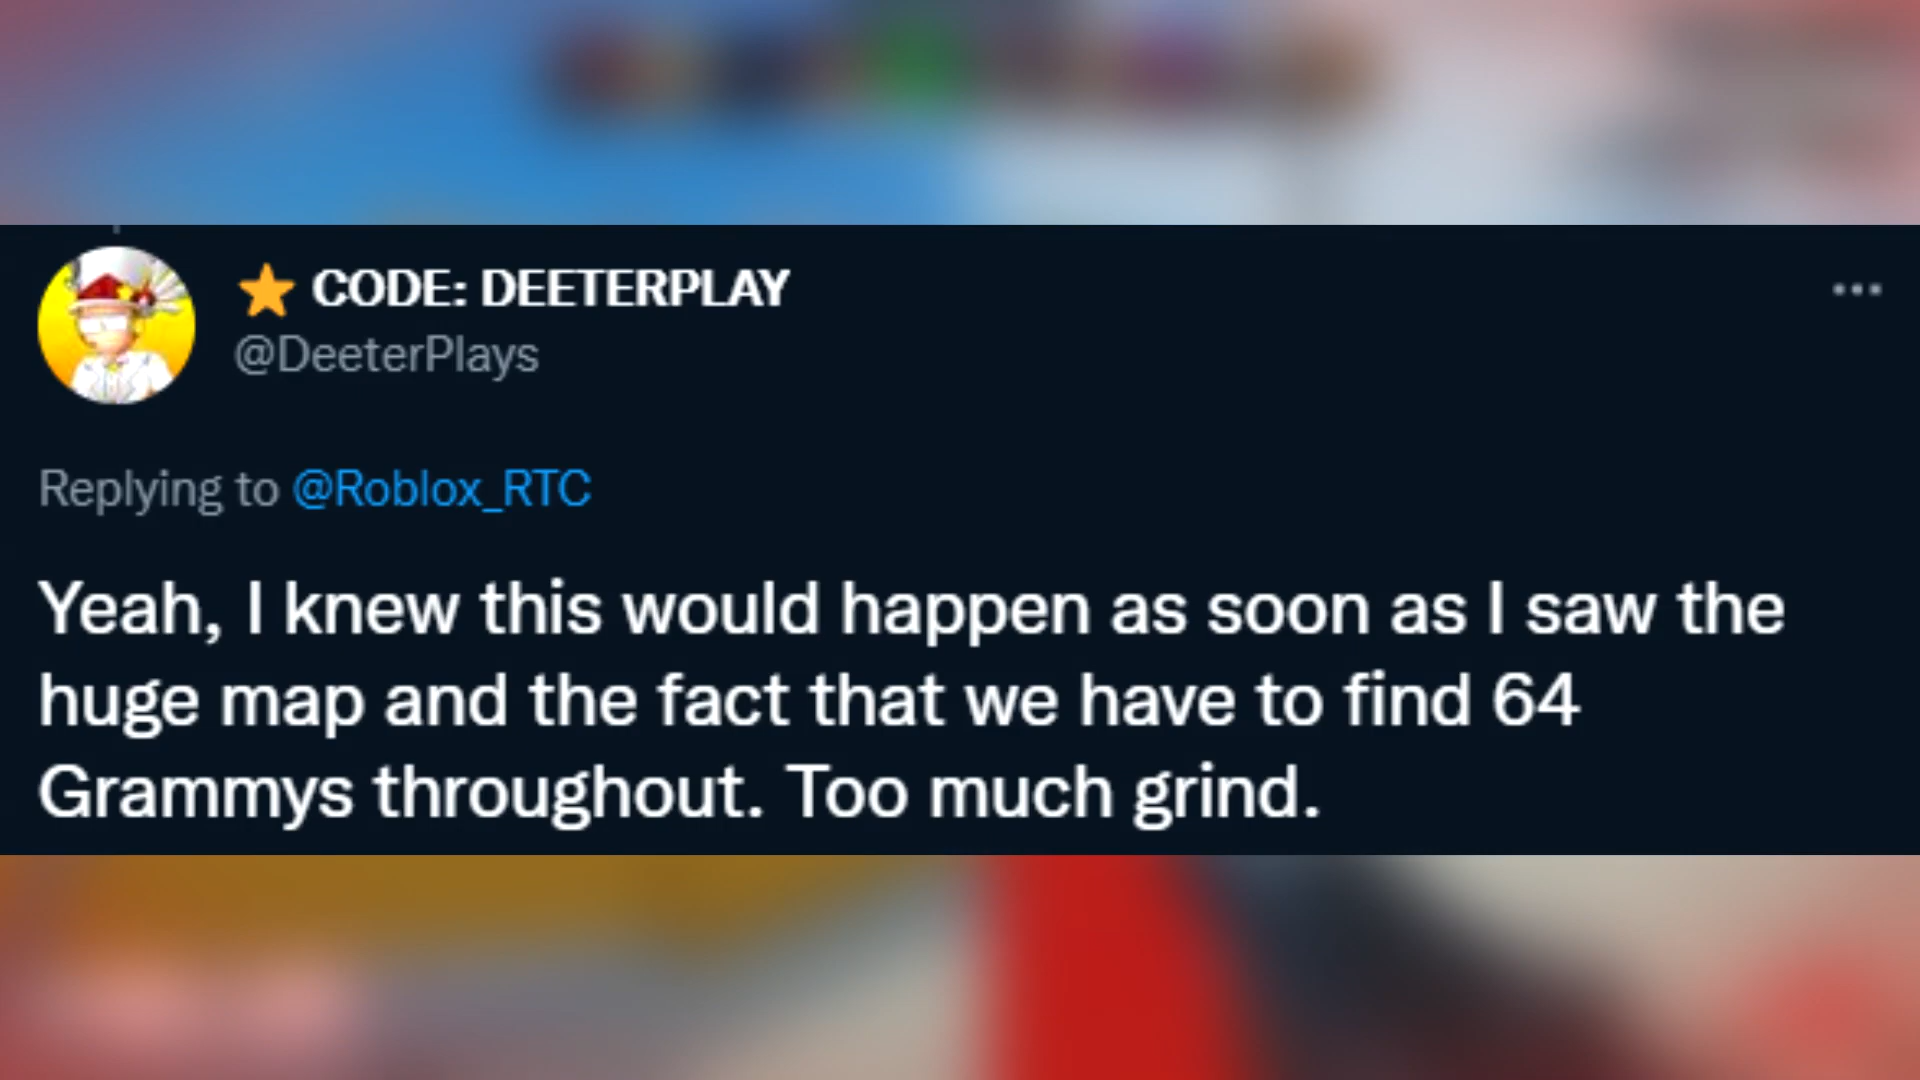 CODE: DEETERPLAY
@DeeterPlays
Replying to @Roblox_RTC
Yeah, I knew this would happen as soon as I saw the
huge map and the fact that we have to find 64
Grammys throughout. Too much grind.